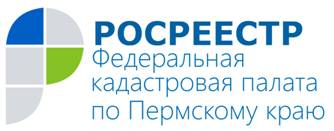 РОСРЕЕСТР
Федеральная
кадастровая палата
по Пермскому краю